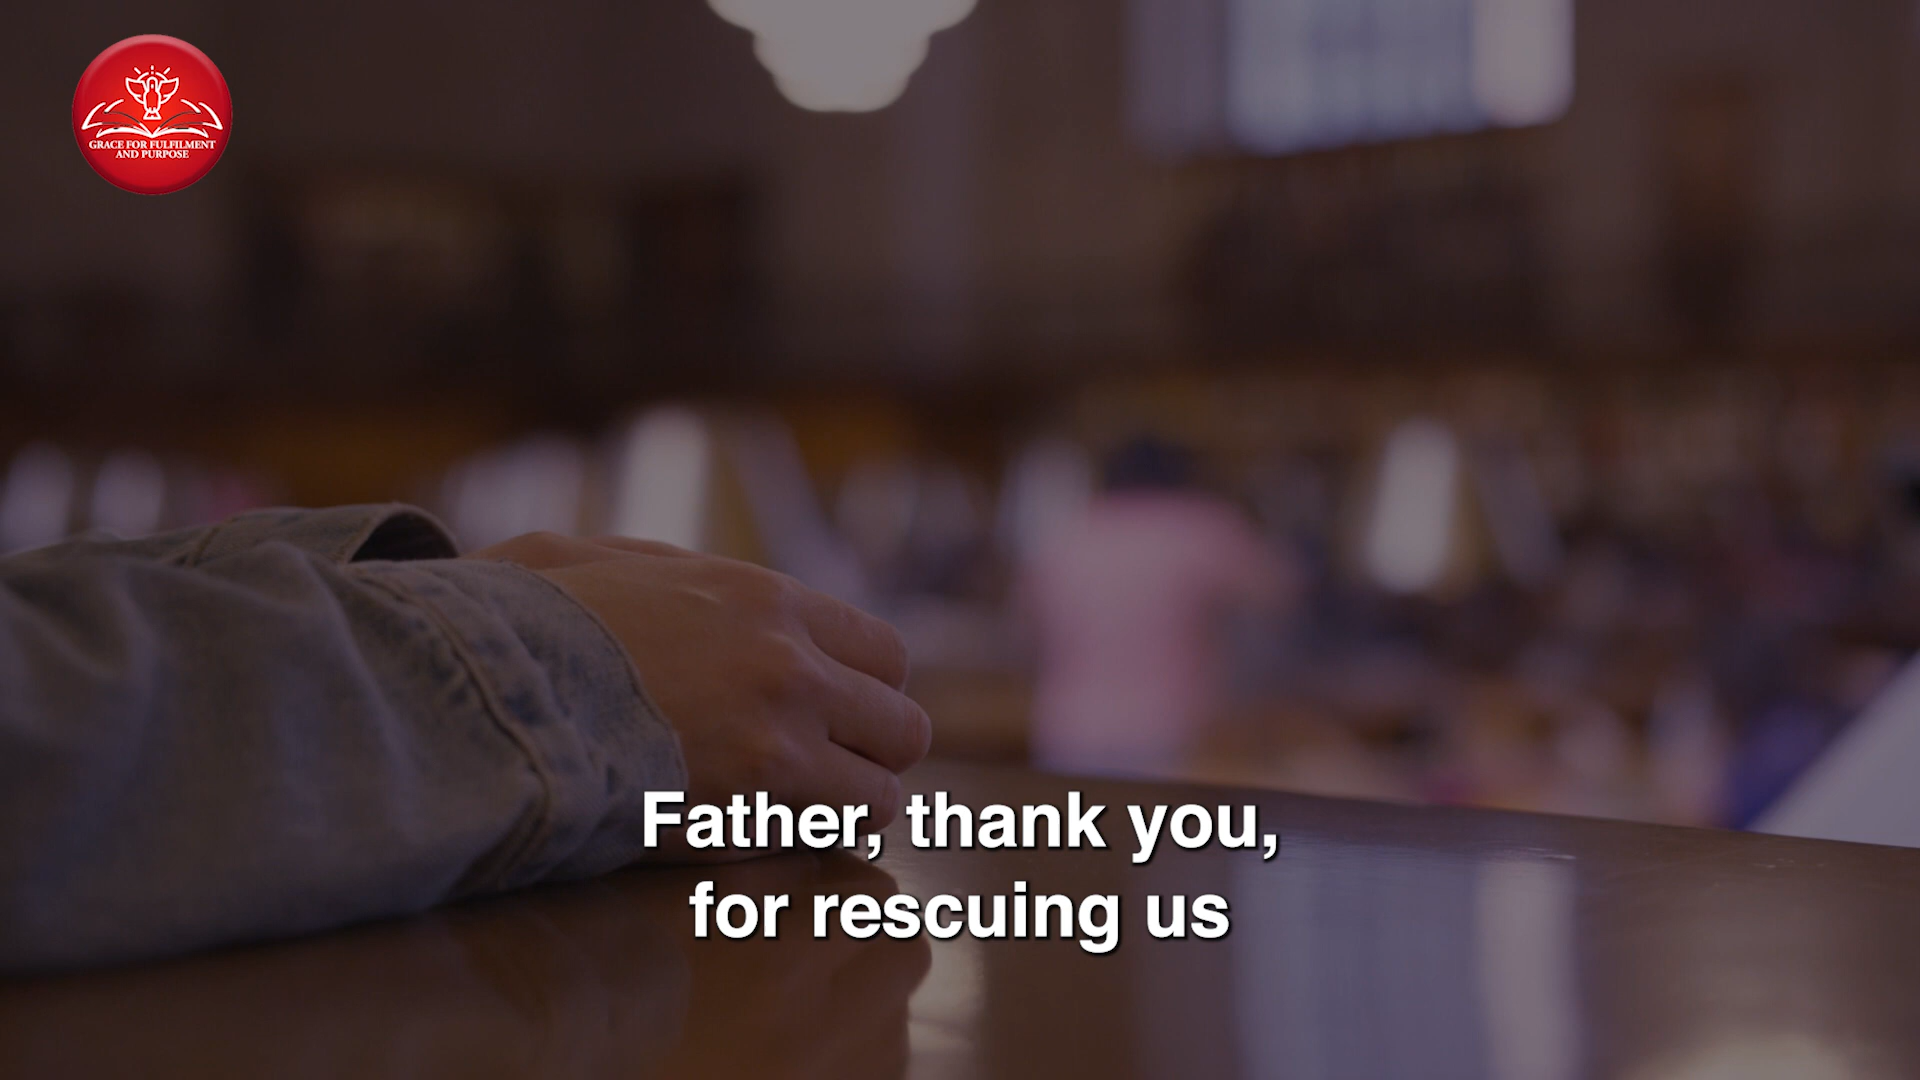 GRACE FOR FULFILMENT
AND PURPOSE
Father, thank you,
for rescuing us